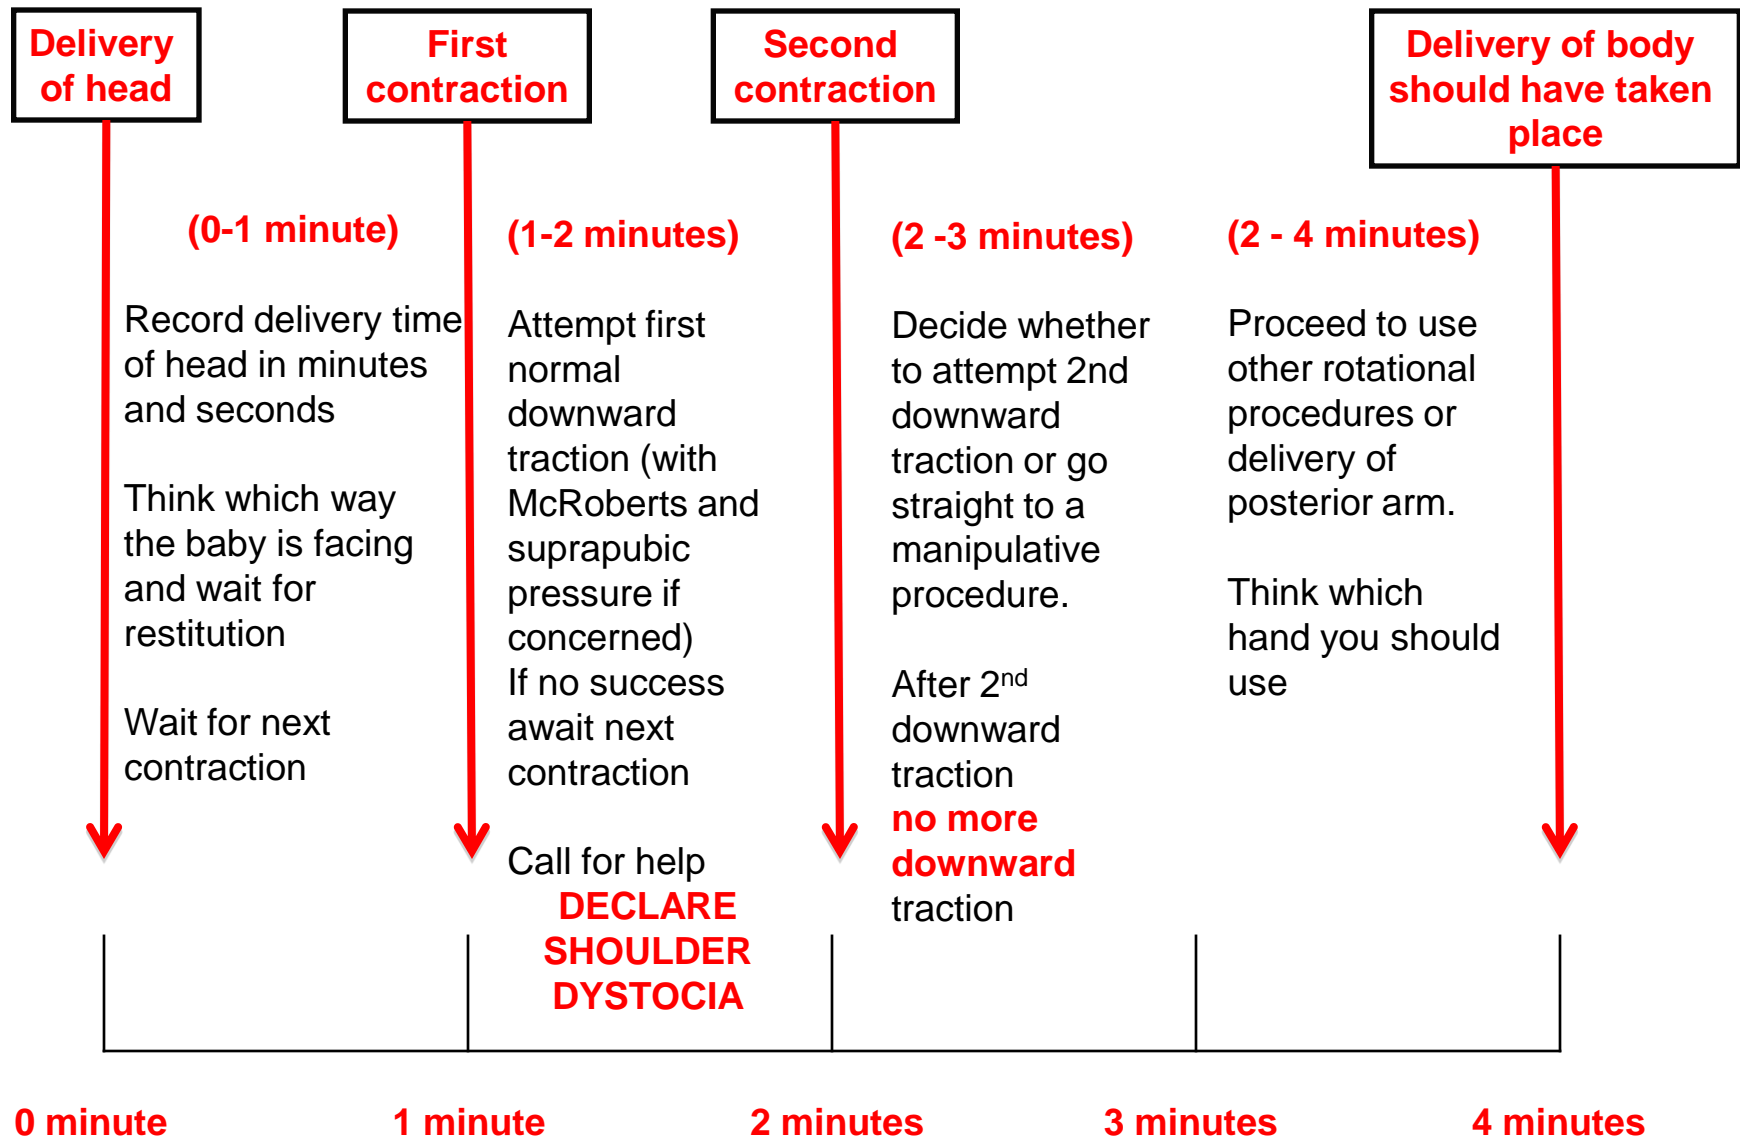 Delivery
of head
First
contraction
Second
contraction
Delivery of body
should have taken
place
(0-1 minute)
Record delivery time
of head in minutes
and seconds
Think which way
the baby is facing
and wait for
restitution
Wait for next
contraction
(1-2 minutes)
Attempt first
normal
downward
traction (with
McRoberts and
suprapubic
pressure if
concerned)
If no success
await next
contraction
Call for help
DECLARE
SHOULDER
DYSTOCIA
(2 -3 minutes)
Decide whether
to attempt 2nd
downward
traction or go
straight to a
manipulative
procedure.
After 2nd
downward
traction
no more
downward
traction
(2 - 4 minutes)
Proceed to use
other rotational
procedures or
delivery of
posterior arm.
Think which
hand you should
use
0 minute
1 minute
2 minutes
3 minutes
4 minutes